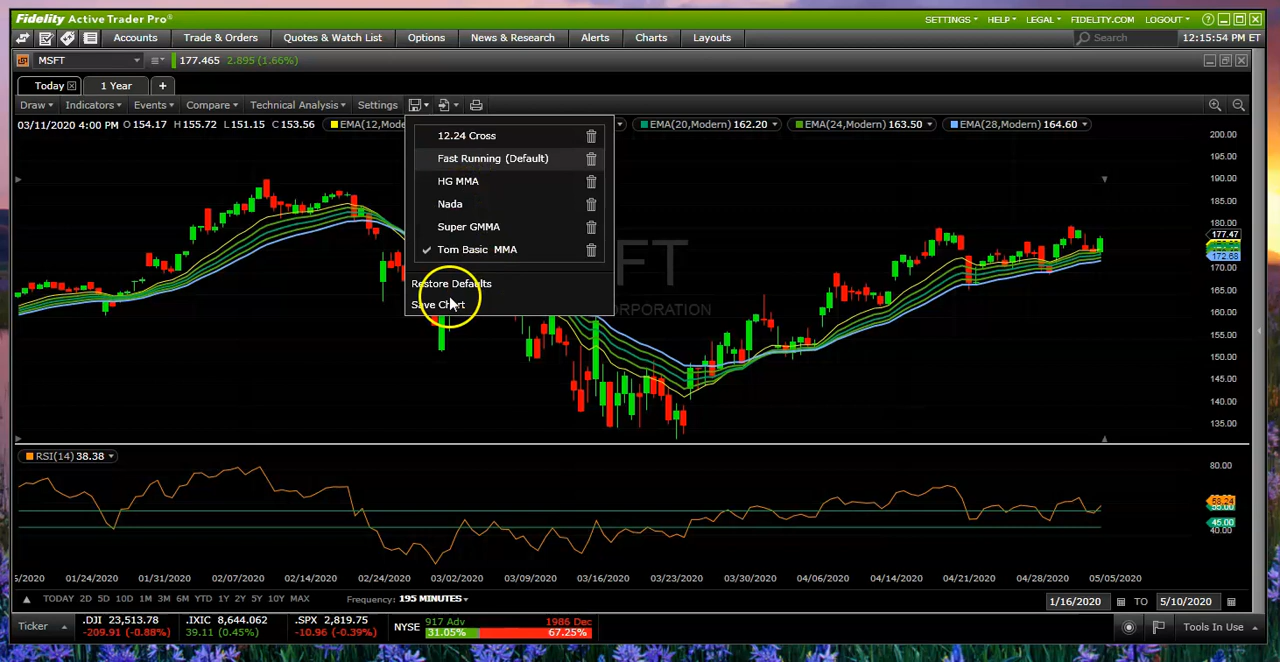 Fidelity Active Trader Pro®
SETTINGS HELP LEGAL FIDELITY.COM LOGOUT ?
Accounts Trade & Orders Quotes & Watch List Options News & Research Alerts Charts Layouts Search 12:15:54 PM ET
MSFT 177.465 2.895 (1.66%)
Today 1 Year +
Draw Indicators Events Compare Technical Analysis Settings
03/11/2020 4:00 PM O 154.17 H 155.72 L 151.15 C 153.56 EMA(12,Mode EMA(20,Modern) 162.20 EMA(24,Modern) 163.50 EMA(28,Modern) 164.60
12.24 Cross
Fast Running (Default)
HG MMA
Nada
Super GMMA
Tom Basic MMA
Restore Defaults
Save Chart
FT
ORPORATION
200.00
195.00
190.00
185.00
180.00
177.47
172.68
170.00
165.00
160.00
155.00
150.00
145.00
140.00
135.00
RSI(14) 38.38
80.00
58.24
45.00
40.00
5/2020 01/24/2020 01/31/2020 02/07/2020 02/14/2020 02/24/2020 03/02/2020 03/09/2020 03/16/2020 03/23/2020 03/30/2020 04/06/2020 04/14/2020 04/21/2020 04/28/2020 05/05/2020
TODAY 2D 5D 10D 1M 3M 6M YTD 1Y 2Y 5Y 10Y MAX Frequency: 195 MINUTES 1/16/2020 TO 5/10/2020
Ticker .DJI 23,513.78 .IXIC 8,644.062 .SPX 2,819.75 NYSE 917 Adv 1986 Dec Tools In Use
-209.91 (-0.88%) 39.11 (0.45%) -10.96 (-0.39%) 31.05% 67.25%